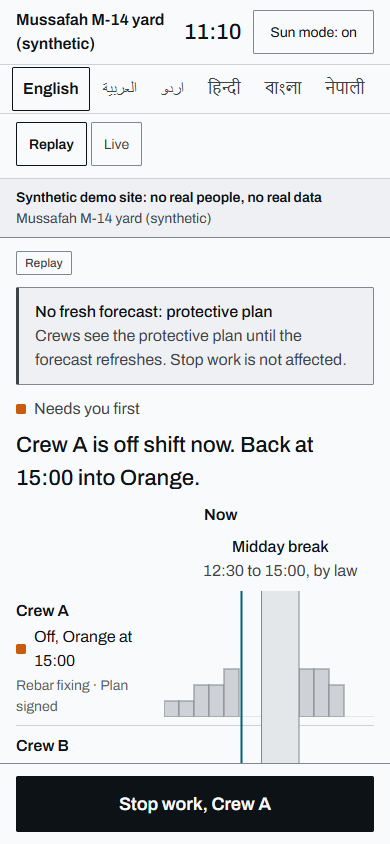 Mussafah M-14 yard
(synthetic)
11:10
Sun mode: on
English
العربية
اردو
हिन्दी
বাংলা
नेपाली
Replay
Live
Synthetic demo site: no real people, no real data
Mussafah M-14 yard (synthetic)
Replay
No fresh forecast: protective plan
Crews see the protective plan until the
forecast refreshes. Stop work is not affected.
Needs you first
Crew A is off shift now. Back at
15:00 into Orange.
Now
Midday break
12:30 to 15:00, by law
Crew A
Off, Orange at
15:00
Rebar fixing · Plan
signed
Crew B
Stop work, Crew A